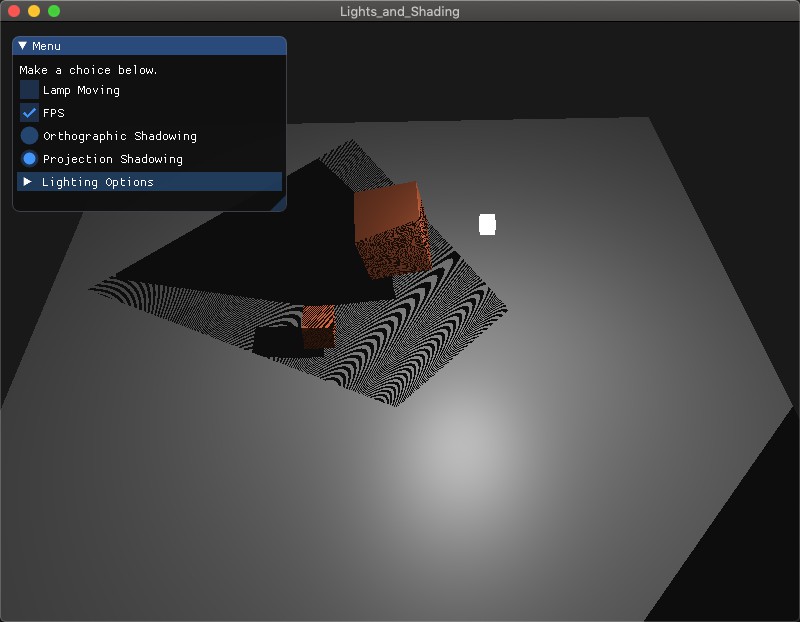 Lights_and_Shading
Menu
Make a choice below.
Lamp Moving
FPS
Orthographic Shadowing
Projection Shadowing
Lighting Options